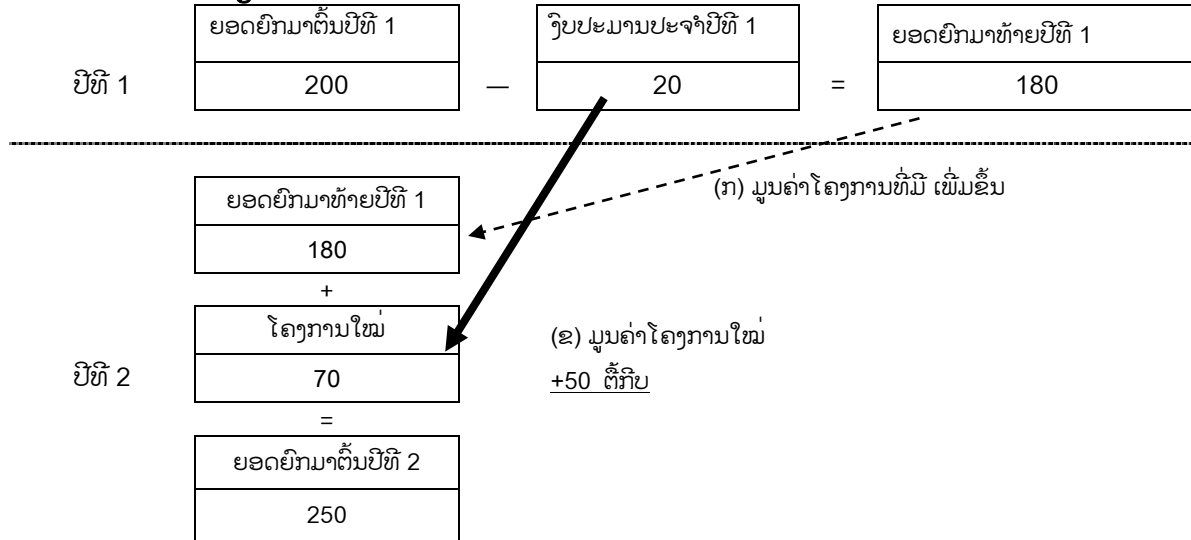 ຍອດຍົກມາຕົ້ນປີທີ 1
ງົບປະມານປະຈຳປີທີ 1
ຍອດຍົກມາທ້າຍປີທີ 1
ປີທີ 1
200
—
20
=
180
(ກ) ມູນຄ່າໂຄງການທີ່ມີ ເພີ່ມຂຶ້ນ
ຍອດຍົກມາທ້າຍປີທີ 1
180
+
ໂຄງການໃໝ່
(ຂ) ມູນຄ່າໂຄງການໃໝ່
ປີທີ 2
70
+50 ຕື້ກີບ
=
ຍອດຍົກມາຕົ້ນປີທີ 2
250